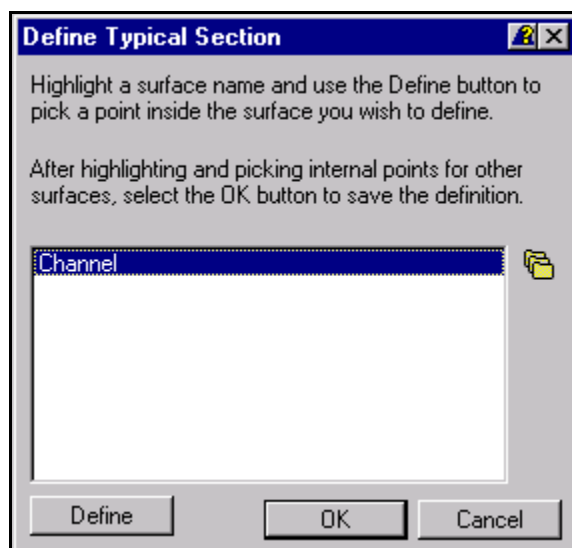 Define Typical Section
Highlight a surface name and use the Define button to
pick a point inside the surface you wish to define.
After highlighting and picking internal points for other
surfaces, select the OK button to save the definition.
Channel
Define
OK
Cancel